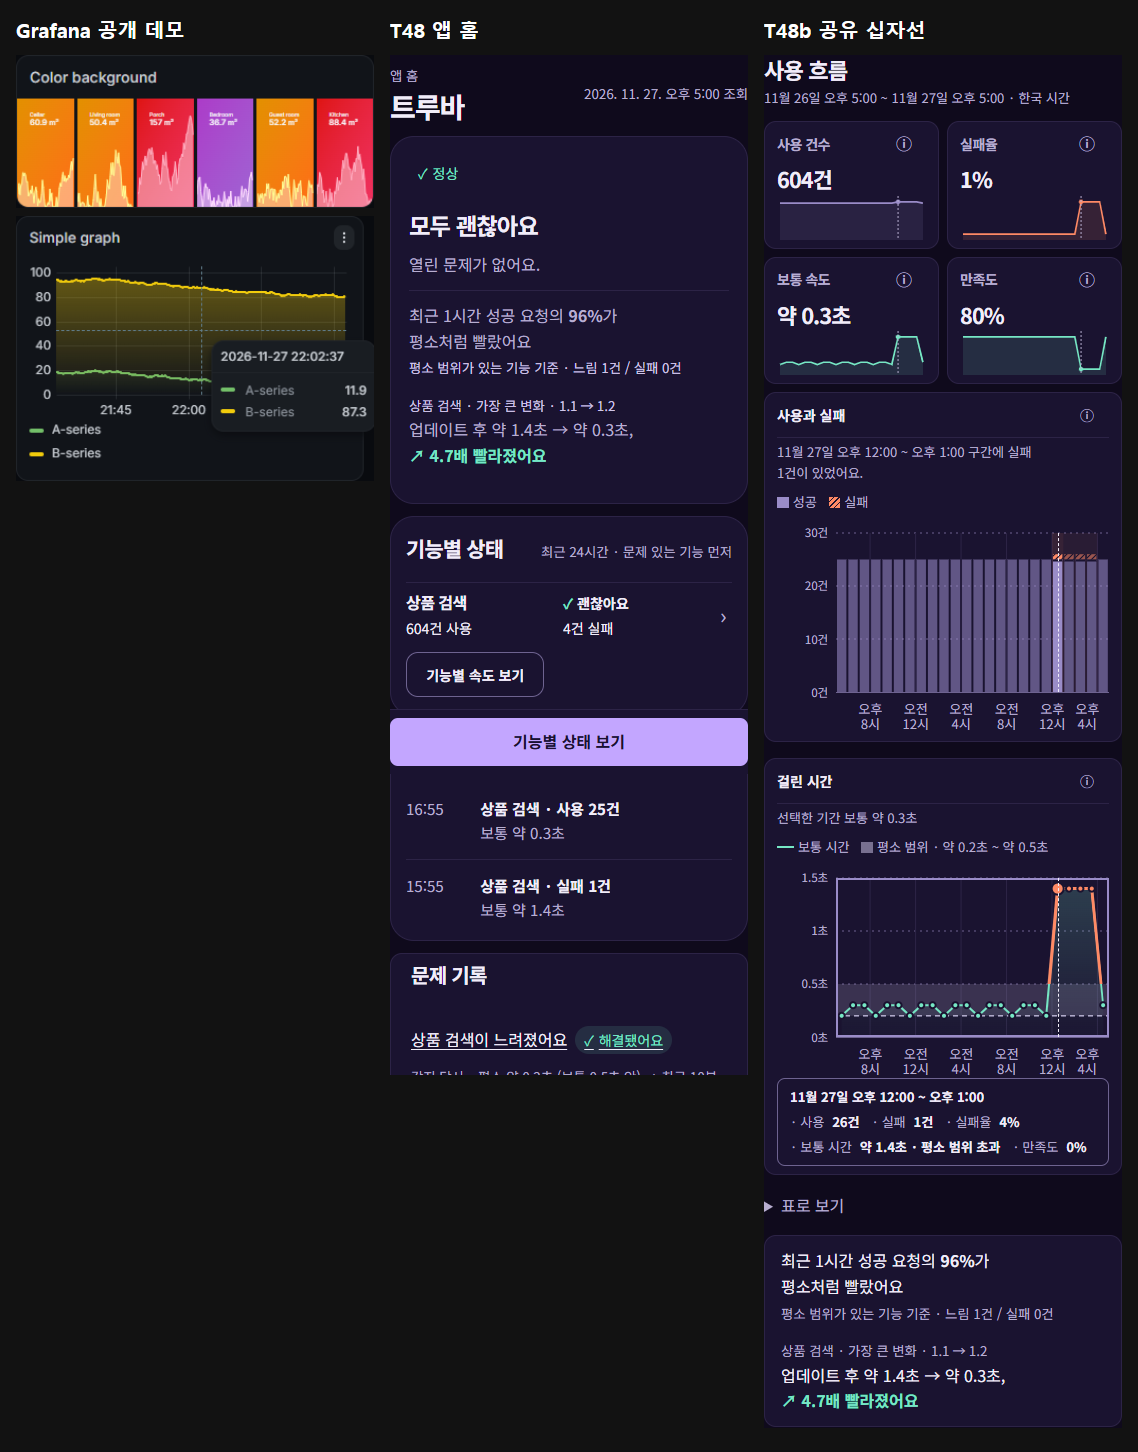 Grafana 공개 데모
Color background
Cellar
60.9 m³
Living room
50.4 m³
Porch
157 m³
Bedroom
36.7 m³
Guest room
52.2 m³
Kitchen
88.4 m³
Simple graph
100
80
60
40
20
0
21:45
22:00
2026-11-27 22:02:37
A-series 11.9
B-series 87.3
A-series
B-series
T48 앱 홈
앱 홈
트루바
2026. 11. 27. 오후 5:00 조회
✓ 정상
모두 괜찮아요
열린 문제가 없어요.
최근 1시간 성공 요청의 96%가
평소처럼 빨랐어요
평소 범위가 있는 기능 기준 · 느림 1건 / 실패 0건
상품 검색 · 가장 큰 변화 · 1.1 → 1.2
업데이트 후 약 1.4초 → 약 0.3초,
↗ 4.7배 빨라졌어요
기능별 상태
최근 24시간 · 문제 있는 기능 먼저
상품 검색
✓ 괜찮아요
604건 사용
4건 실패
›
기능별 속도 보기
기능별 상태 보기
16:55 상품 검색 · 사용 25건
보통 약 0.3초
15:55 상품 검색 · 실패 1건
보통 약 1.4초
문제 기록
상품 검색이 느려졌어요 ✓ 해결됐어요
T48b 공유 십자선
사용 흐름
11월 26일 오후 5:00 ~ 11월 27일 오후 5:00 · 한국 시간
사용 건수 ⓘ
604건
실패율 ⓘ
1%
보통 속도 ⓘ
약 0.3초
만족도 ⓘ
80%
사용과 실패 ⓘ
11월 27일 오후 12:00 ~ 오후 1:00 구간에 실패
1건이 있었어요.
성공 실패
30건
20건
10건
0건
오후 오전 오전 오전 오후 오후
8시 12시 4시 8시 12시 4시
걸린 시간 ⓘ
선택한 기간 보통 약 0.3초
보통 시간 평소 범위 · 약 0.2초 ~ 약 0.5초
1.5초
1초
0.5초
0초
오후 오전 오전 오전 오후 오후
8시 12시 4시 8시 12시 4시
11월 27일 오후 12:00 ~ 오후 1:00
· 사용 26건 · 실패 1건 · 실패율 4%
· 보통 시간 약 1.4초 · 평소 범위 초과 · 만족도 0%
▶ 표로 보기
최근 1시간 성공 요청의 96%가
평소처럼 빨랐어요
평소 범위가 있는 기능 기준 · 느림 1건 / 실패 0건
상품 검색 · 가장 큰 변화 · 1.1 → 1.2
업데이트 후 약 1.4초 → 약 0.3초,
↗ 4.7배 빨라졌어요